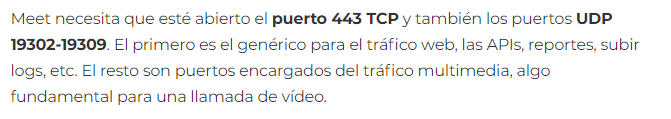 Meet necesita que esté abierto el puerto 443 TCP y también los puertos UDP
19302-19309. El primero es el genérico para el tráfico web, las APIs, reportes, subir
logs, etc. El resto son puertos encargados del tráfico multimedia, algo
fundamental para una llamada de vídeo.